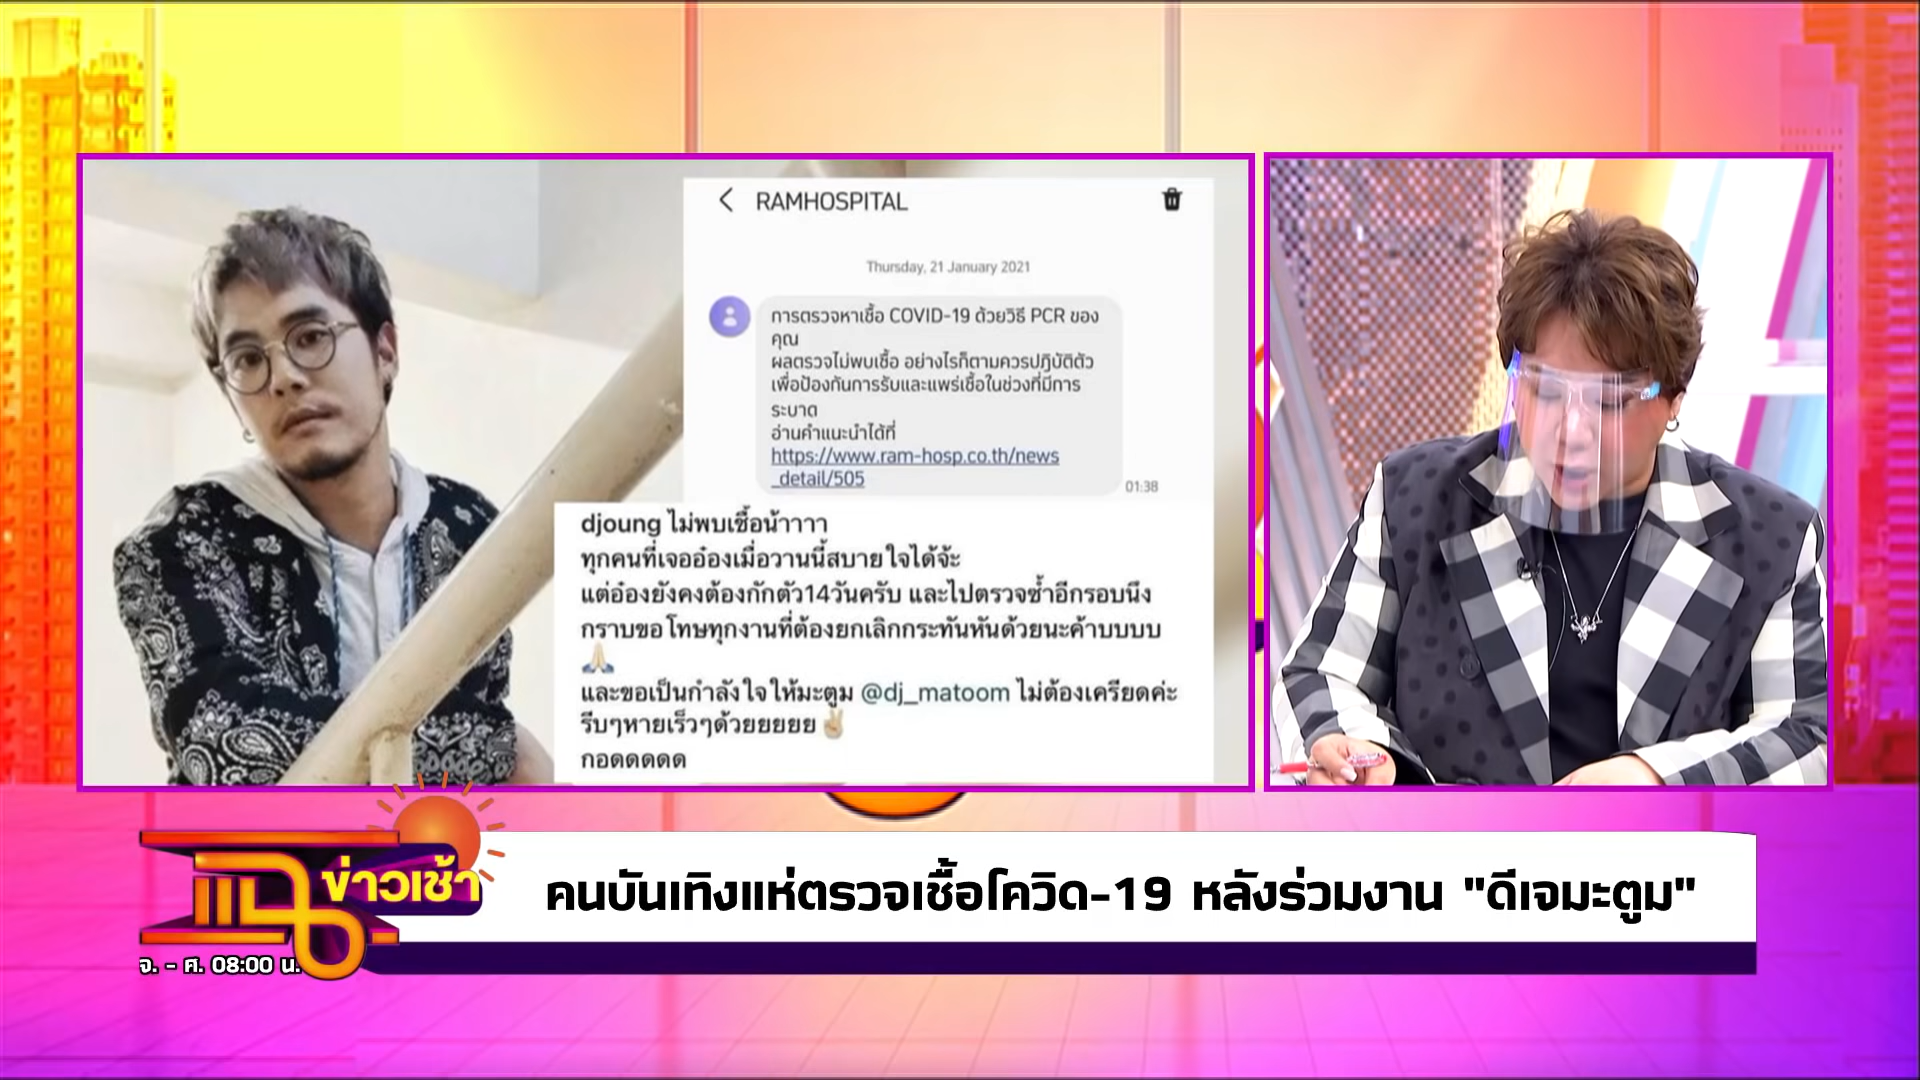 RAMHOSPITAL
Thursday, 21 January 2021
การตรวจหาเชื้อ COVID-19 ด้วยวิธี PCR ของ
คุณ
ผลตรวจไม่พบเชื้อ อย่างไรก็ตามควรปฏิบัติตัว
เพื่อป้องกันการรับและแพร่เชื้อในช่วงที่มีการ
ระบาด
อ่านคำแนะนำได้ที่
https://www.ram-hosp.co.th/news
_detail/505
01:38
djoung ไม่พบเชื้อน้าาาา
ทุกคนที่เจออ๋องเมื่อวานนี้สบายใจได้จ้ะ
แต่อ๋องยังคงต้องกักตัว14วันครับ และไปตรวจซ้ำอีกรอบนึง
กราบขอโทษทุกงานที่ต้องยกเลิกกระทันหันด้วยนะค้าบบบบ
🙏🏻
และขอเป็นกำลังใจให้มะตูม @dj_matoom ไม่ต้องเครียดค่ะ
รีบๆหายเร็วๆด้วยยยยย✌🏼
กอดดดดด
แฉ ข่าวเช้า
จ. - ศ. 08:00 น.
คนบันเทิงแห่ตรวจเชื้อโควิด-19 หลังร่วมงาน "ดีเจมะตูม"